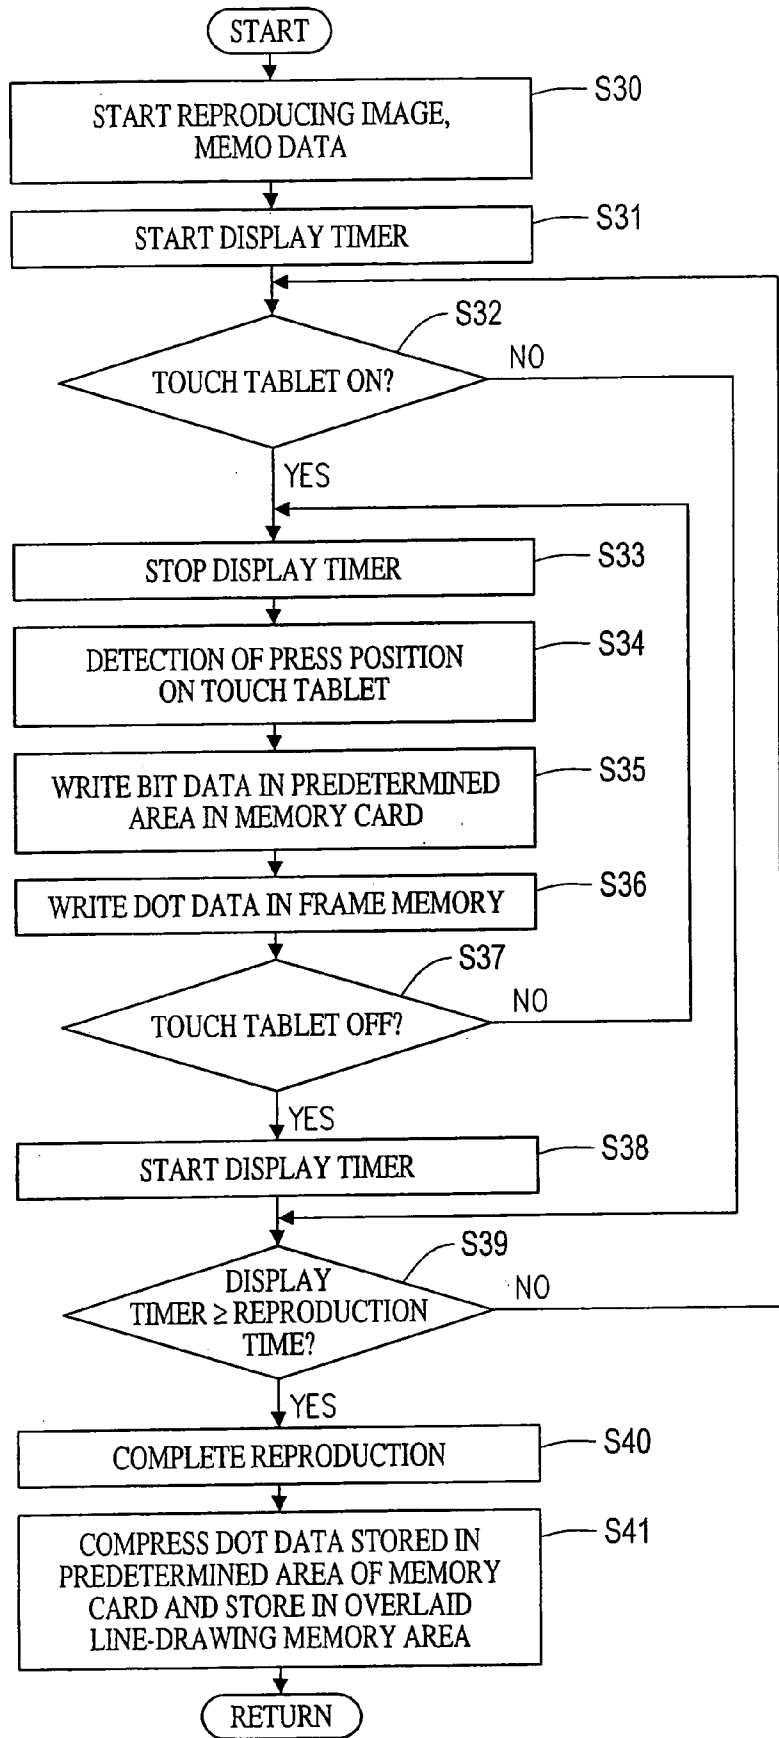 START
START REPRODUCING IMAGE,
MEMO DATA
S30
START DISPLAY TIMER
S31
TOUCH TABLET ON?
S32
NO
YES
STOP DISPLAY TIMER
S33
DETECTION OF PRESS POSITION
ON TOUCH TABLET
S34
WRITE BIT DATA IN PREDETERMINED
AREA IN MEMORY CARD
S35
WRITE DOT DATA IN FRAME MEMORY
S36
TOUCH TABLET OFF?
S37
NO
YES
START DISPLAY TIMER
S38
DISPLAY
TIMER ≥ REPRODUCTION
TIME?
S39
NO
YES
COMPLETE REPRODUCTION
S40
COMPRESS DOT DATA STORED IN
PREDETERMINED AREA OF MEMORY
CARD AND STORE IN OVERLAID
LINE-DRAWING MEMORY AREA
S41
RETURN